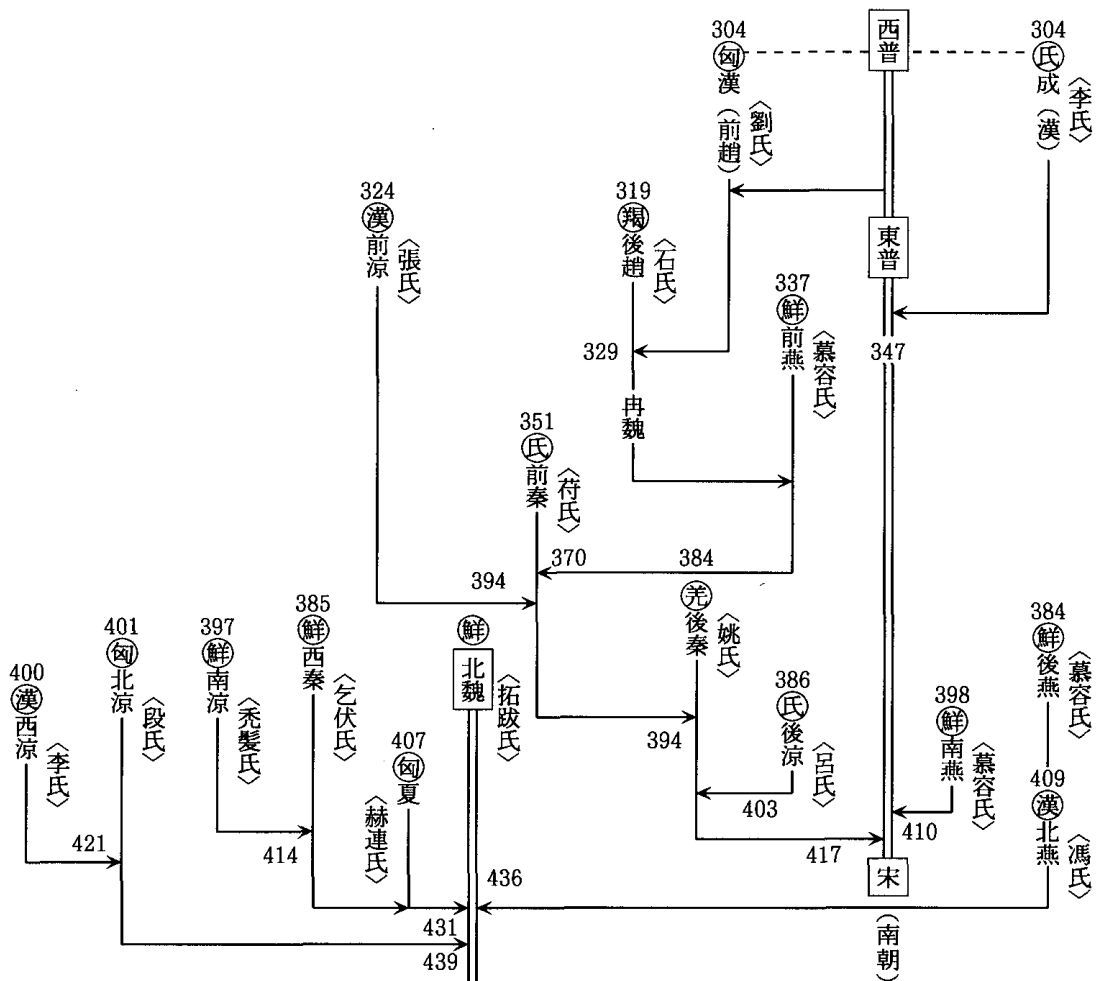 304
㊂匈漢(前趙)
〈劉氏〉
西普
304
氏成(漢)
〈李氏〉
324
漢前涼
〈張氏〉
319
羯後趙
〈石氏〉
東普
337
鮮前燕
〈慕容氏〉
329
347
冉魏
351
氏前秦
〈苻氏〉
370
384
394
羌後秦
〈姚氏〉
385
鮮西秦
〈乞伏氏〉
鮮
北魏
〈拓跋氏〉
401
匈北涼
〈段氏〉
397
鮮南涼
〈禿髪氏〉
384
鮮後燕
〈慕容氏〉
400
漢西涼
〈李氏〉
386
氏後涼
〈呂氏〉
398
鮮南燕
〈慕容氏〉
394
407
匈夏
〈赫連氏〉
409
漢北燕
〈馮氏〉
403
410
421
414
417
宋
(南朝)
436
431
439